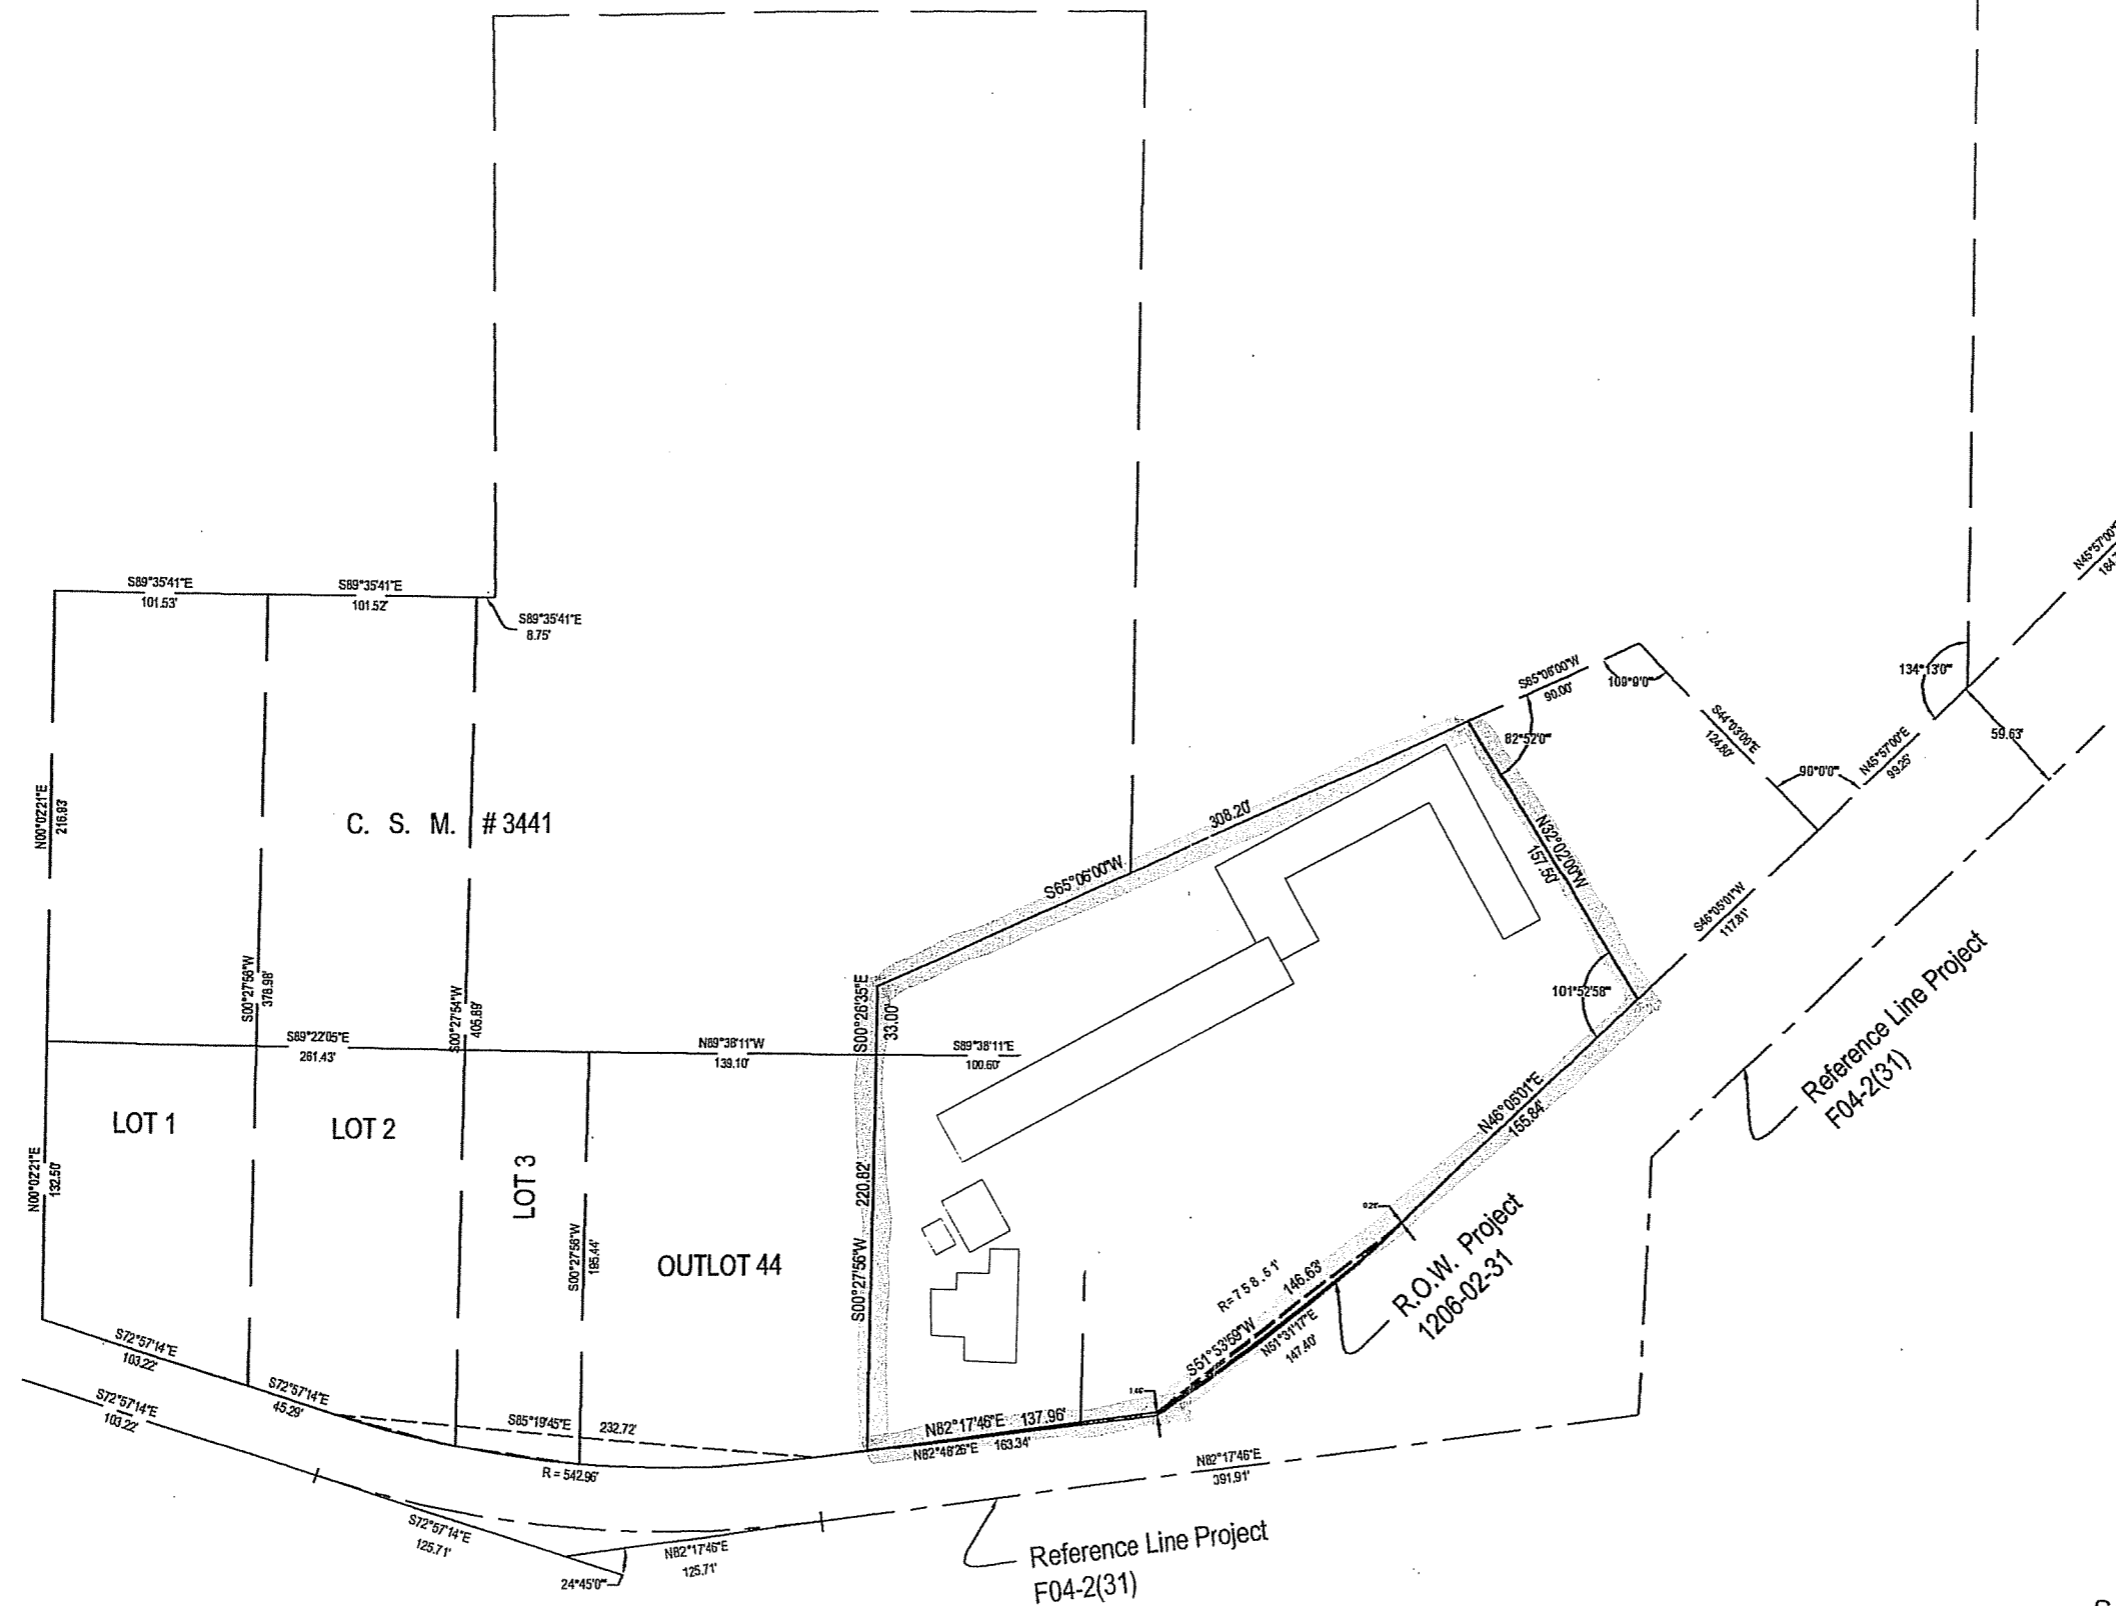 N45°57'00"
184.
S89°35'41"E
101.53'
S89°35'41"E
101.52'
S89°35'41"E
8.75'
S65°06'00"W
90.00'
109°9'0"
134°13'0"
82°52'0"
S44°03'00"E
124.80'
90°0'0"
N45°57'00"E
99.25'
59.63'
N00°02'21"E
216.93'
C. S. M. # 3441
308.20'
S65°06'00"W
N32°02'00"W
157.50'
S46°05'01"W
117.81'
S00°27'56"W
378.98'
S00°27'54"W
405.89'
S00°26'35"E
33.00'
101°52'58"
S89°22'05"E
261.43'
N89°38'11"W
139.10'
S89°38'11"E
100.60'
Reference Line Project
F04-2(31)
N46°05'01"E
155.84'
LOT 1
LOT 2
LOT 3
N00°02'21"E
132.50'
S00°27'56"W
195.44'
220.82'
S00°27'56"W
OUTLOT 44
R=758.51'
146.63'
S51°53'59"W
N51°31'17"E
147.40'
R.O.W. Project
1206-02-31
S72°57'14"E
103.22'
S72°57'14"E
45.29'
S72°57'14"E
103.22'
S85°19'45"E 232.72'
N82°17'46"E 137.96'
N82°48'26"E 163.34'
R = 542.96'
N82°17'46"E
391.91'
S72°57'14"E
125.71'
N82°17'46"E
125.71'
24°45'0"
Reference Line Project
F04-2(31)